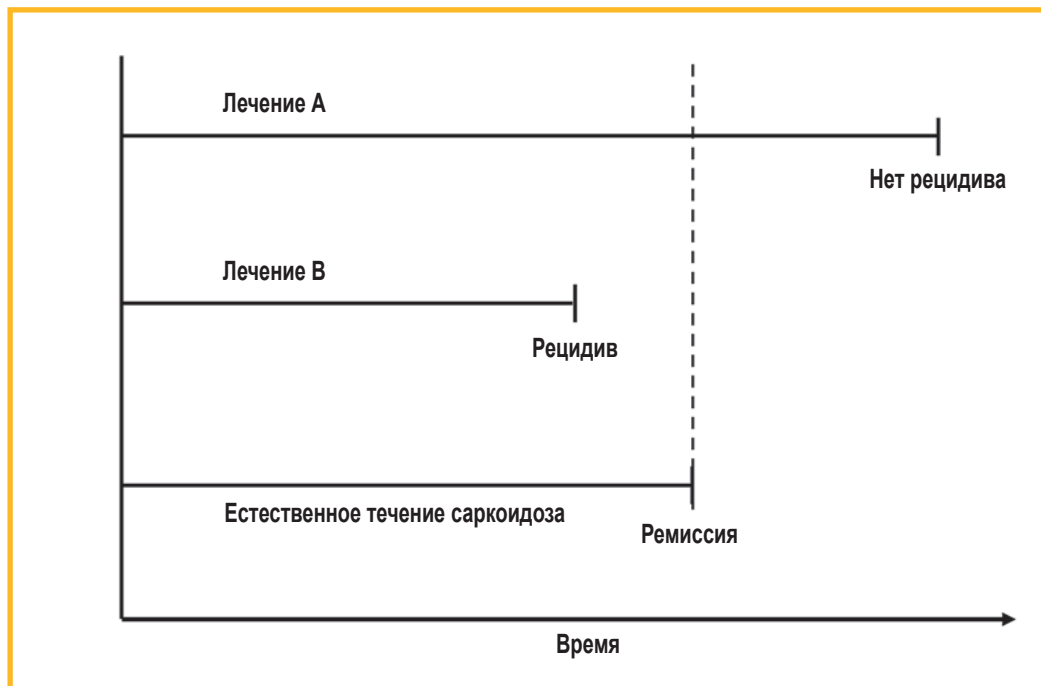 Лечение А
Нет рецидива
Лечение В
Рецидив
Естественное течение саркоидоза
Ремиссия
Время